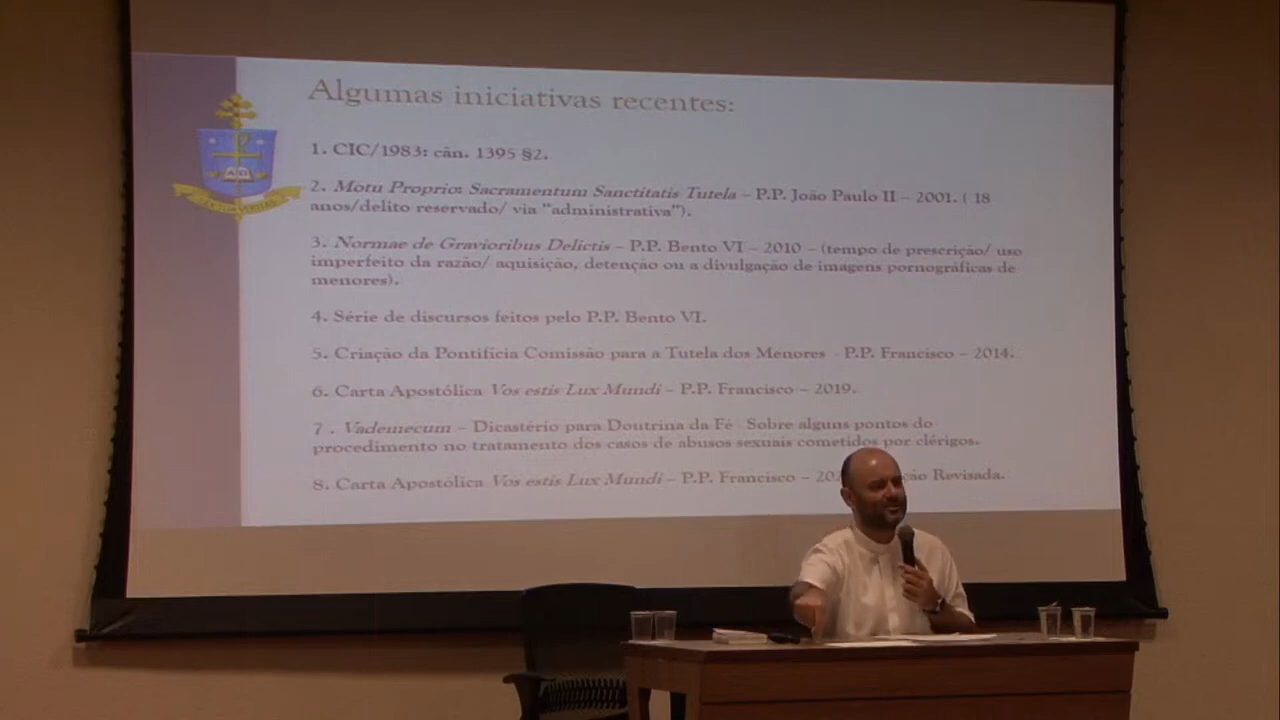 Algumas iniciativas recentes:
1. CIC/1983: cân. 1395 §2.
2. Motu Proprio: Sacramentum Sanctitatis Tutela – P.P. João Paulo II – 2001. ( 18
anos/delito reservado/ via "administrativa").
3. Normae de Gravioribus Delictis – P.P. Bento VI – 2010 – (tempo de prescrição/ uso
imperfeito da razão/ aquisição, detenção ou a divulgação de imagens pornográficas de
menores).
4. Série de discursos feitos pelo P.P. Bento VI.
5. Criação da Pontifícia Comissão para a Tutela dos Menores - P.P. Francisco – 2014.
6. Carta Apostólica Vos estis Lux Mundi – P.P. Francisco – 2019.
7 . Vademecum – Dicastério para Doutrina da Fé - Sobre alguns pontos do
procedimento no tratamento dos casos de abusos sexuais cometidos por clérigos.
8. Carta Apostólica Vos estis Lux Mundi – P.P. Francisco – Revisada.